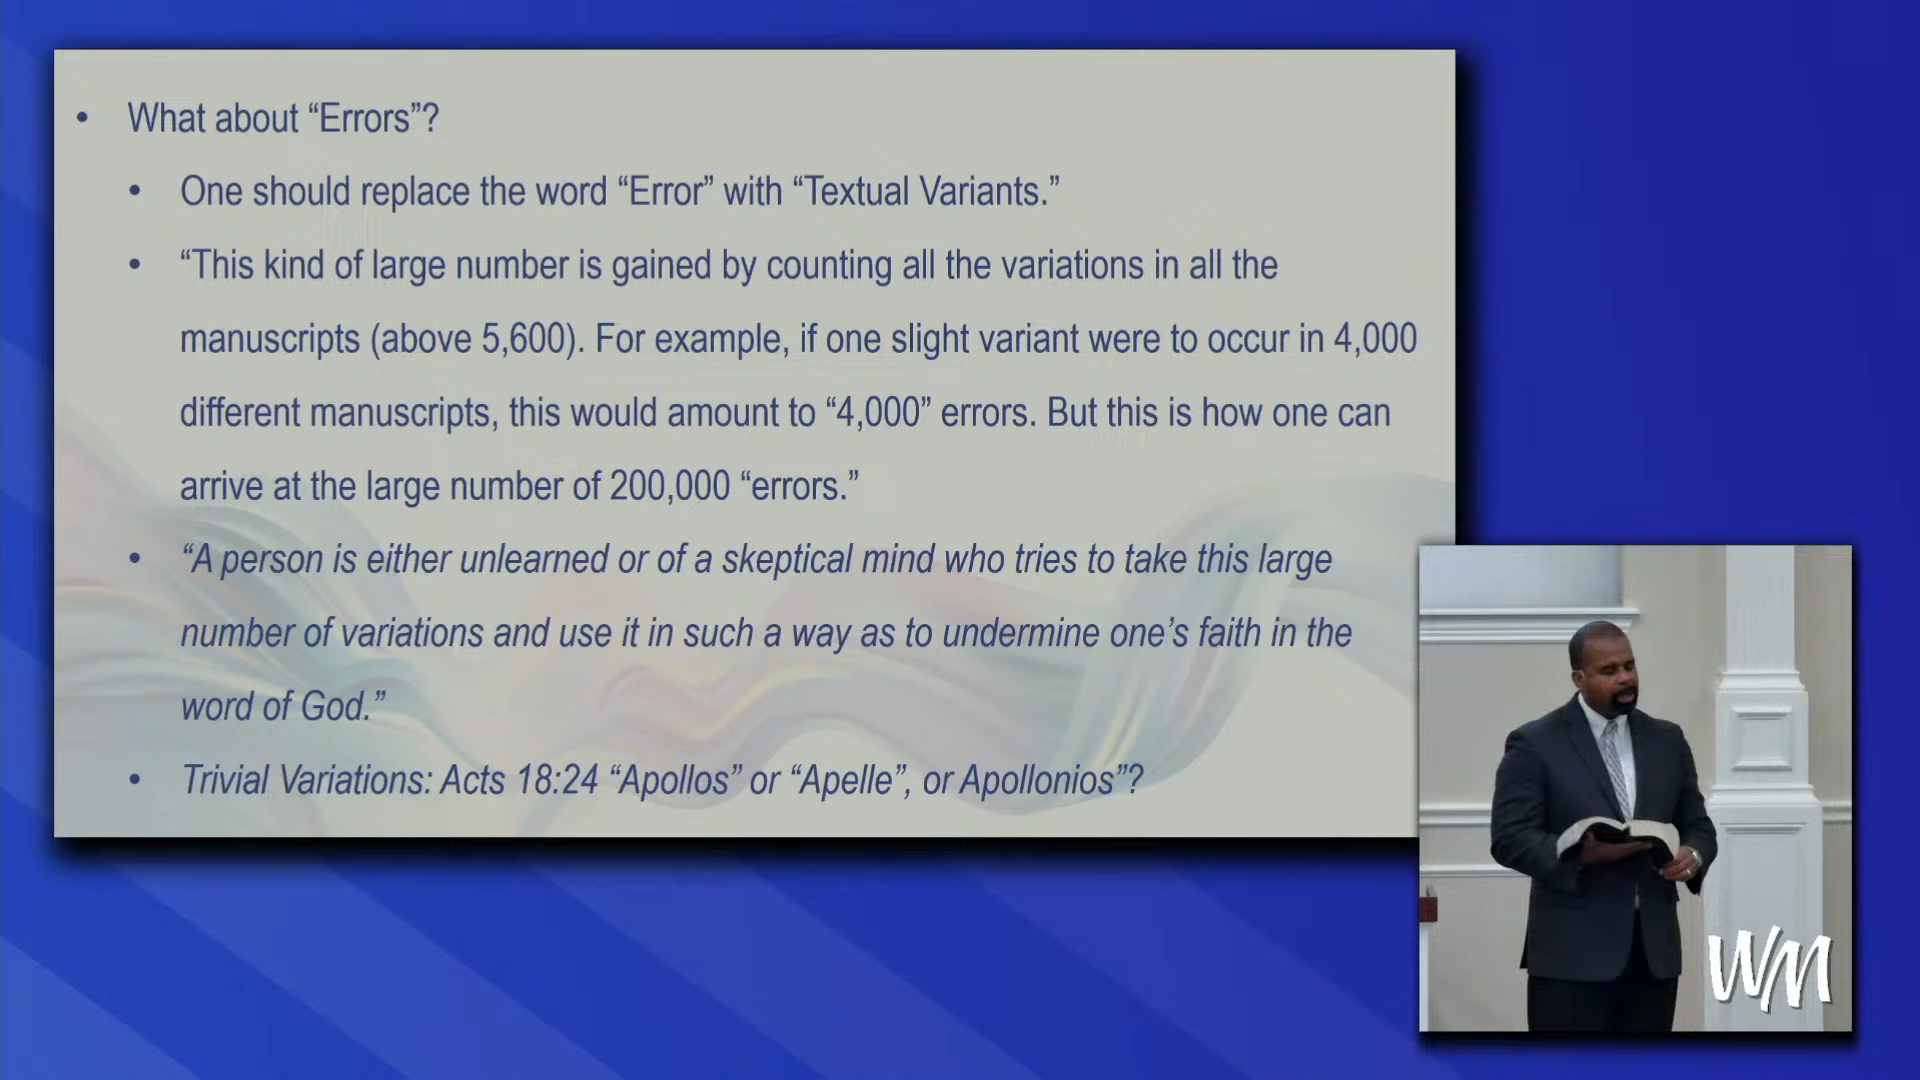 • What about “Errors”?
• One should replace the word “Error” with “Textual Variants.”
• “This kind of large number is gained by counting all the variations in all the
manuscripts (above 5,600). For example, if one slight variant were to occur in 4,000
different manuscripts, this would amount to “4,000” errors. But this is how one can
arrive at the large number of 200,000 “errors.”
• “A person is either unlearned or of a skeptical mind who tries to take this large
number of variations and use it in such a way as to undermine one’s faith in the
word of God.”
• Trivial Variations: Acts 18:24 “Apollos” or “Apelle”, or Apollonios”?
WM